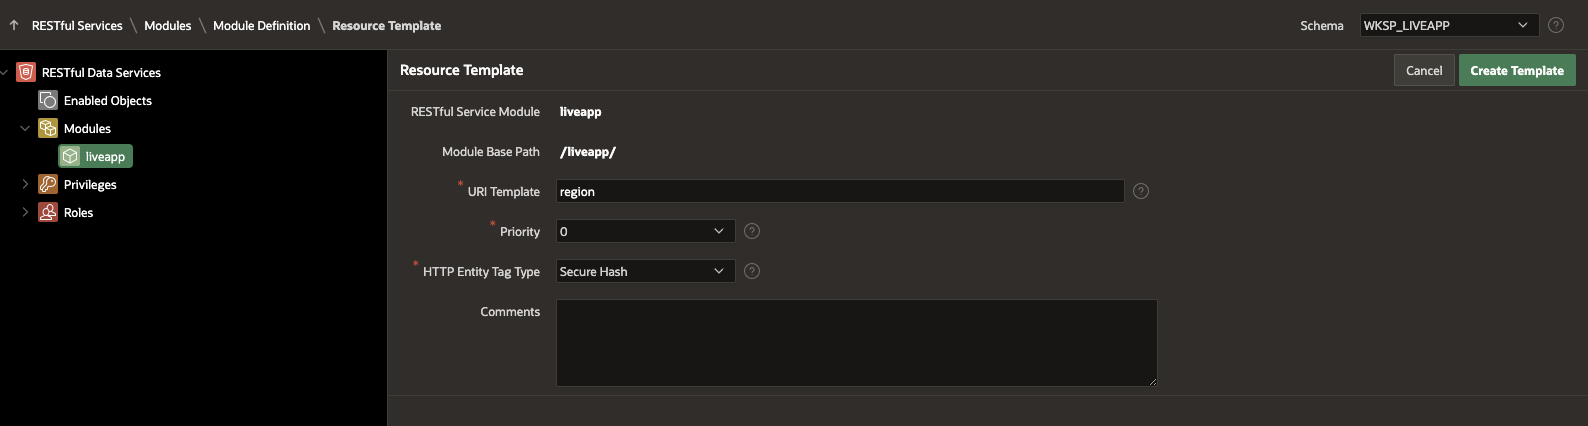 RESTful Services \ Modules \ Module Definition \ Resource Template
Schema WKSP_LIVEAPP ?
RESTful Data Services
Enabled Objects
Modules
liveapp
Privileges
Roles
Resource Template
Cancel Create Template
RESTful Service Module liveapp
Module Base Path /liveapp/
* URI Template region ?
* Priority 0 ?
* HTTP Entity Tag Type Secure Hash ?
Comments